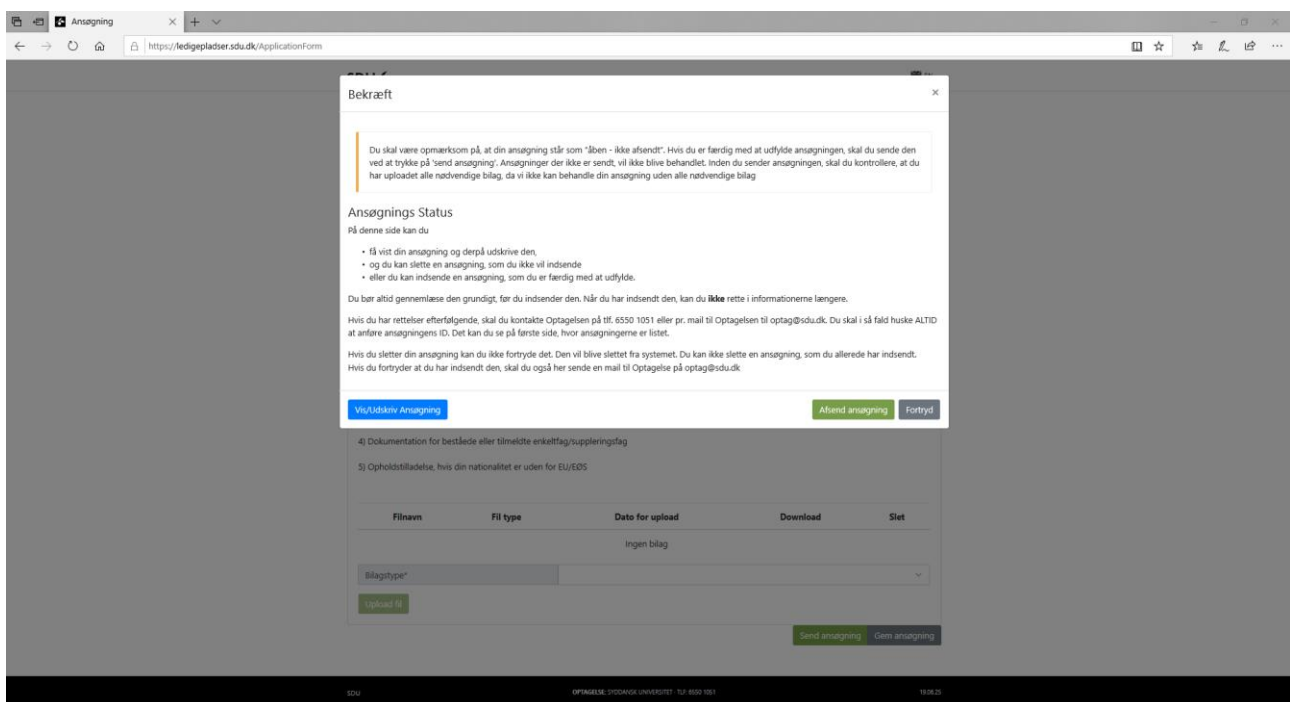 Ansøgning
https://ledigepladser.sdu.dk/ApplicationForm
Bekræft
Du skal være opmærksom på, at din ansøgning står som "åben - ikke afsendt". Hvis du er færdig med at udfylde ansøgningen, skal du sende den
ved at trykke på 'send ansøgning'. Ansøgninger der ikke er sendt, vil ikke blive behandlet. Inden du sender ansøgningen, skal du kontrollere, at du
har uploadet alle nødvendige bilag, da vi ikke kan behandle din ansøgning uden alle nødvendige bilag
Ansøgnings Status
På denne side kan du
• få vist din ansøgning og derpå udskrive den,
• og du kan slette en ansøgning, som du ikke vil indsende
• eller du kan indsende en ansøgning, som du er færdig med at udfylde.
Du bør altid gennemlæse den grundigt, før du indsender den. Når du har indsendt den, kan du ikke rette i informationerne længere.
Hvis du har rettelser efterfølgende, skal du kontakte Optagelsen på tlf. 6550 1051 eller pr. mail til Optagelsen til optag@sdu.dk. Du skal i så fald huske ALTID
at anføre ansøgningens ID. Det kan du se på første side, hvor ansøgningerne er listet.
Hvis du sletter din ansøgning kan du ikke fortryde det. Den vil blive slettet fra systemet. Du kan ikke slette en ansøgning, som du allerede har indsendt.
Hvis du fortryder at du har indsendt den, skal du også her sende en mail til Optagelse på optag@sdu.dk
Vis/Udskriv Ansøgning Afsend ansøgning Fortryd
4) Dokumentation for beståede eller tilmeldte enkeltfag/suppleringsfag
5) Opholdstilladelse, hvis din nationalitet er uden for EU/EØS
Filnavn Fil type Dato for upload Download Slet
Ingen bilag
Bilagstype*
Upload fil
Send ansøgning Gem ansøgning
SDU OPTAGELSE: SYDDANSK UNIVERSITET - TLF: 6550 1051 19.08.25